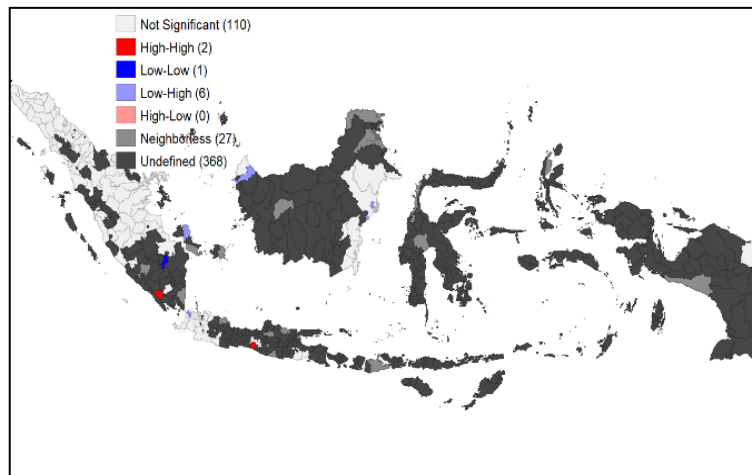 Not Significant (110)
High-High (2)
Low-Low (1)
Low-High (6)
High-Low (0)
Neighborless (27)
Undefined (368)